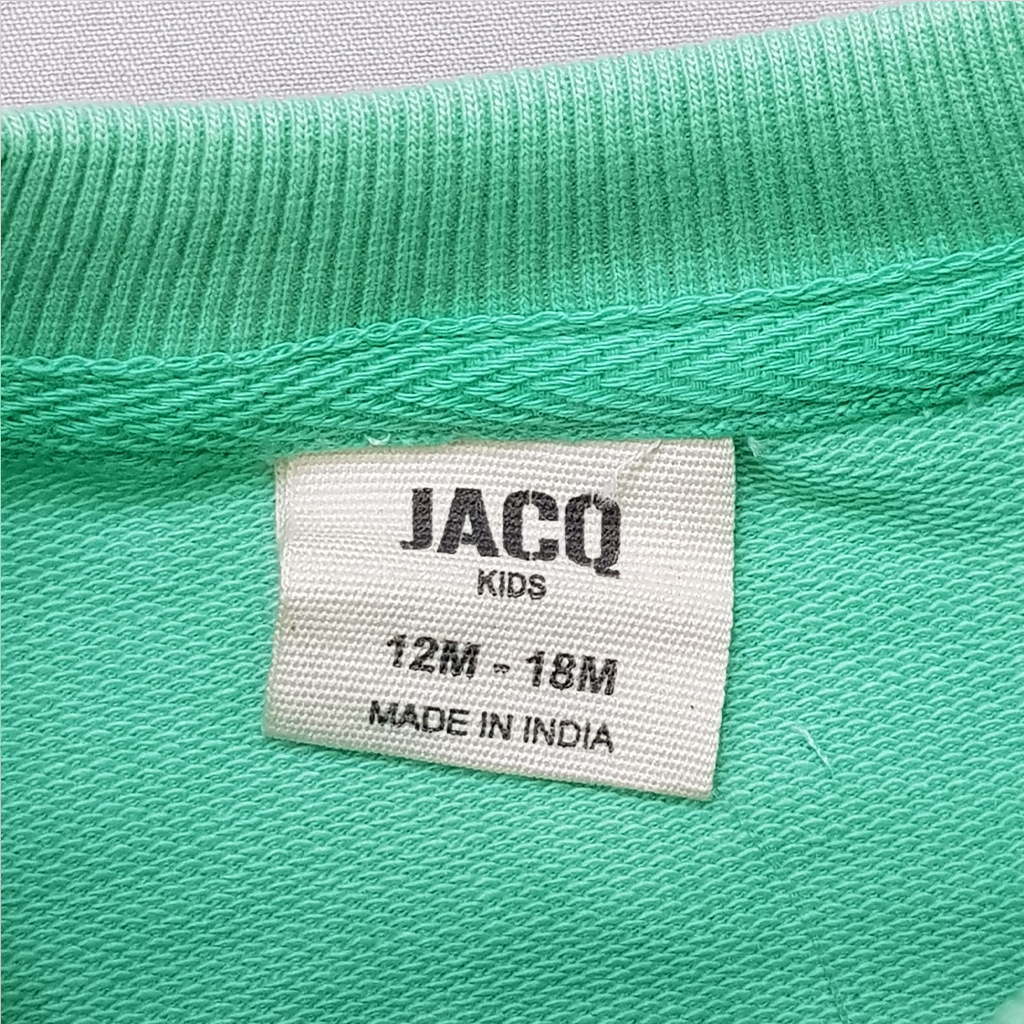 JACQ
KIDS
12M - 18M
MADE IN INDIA